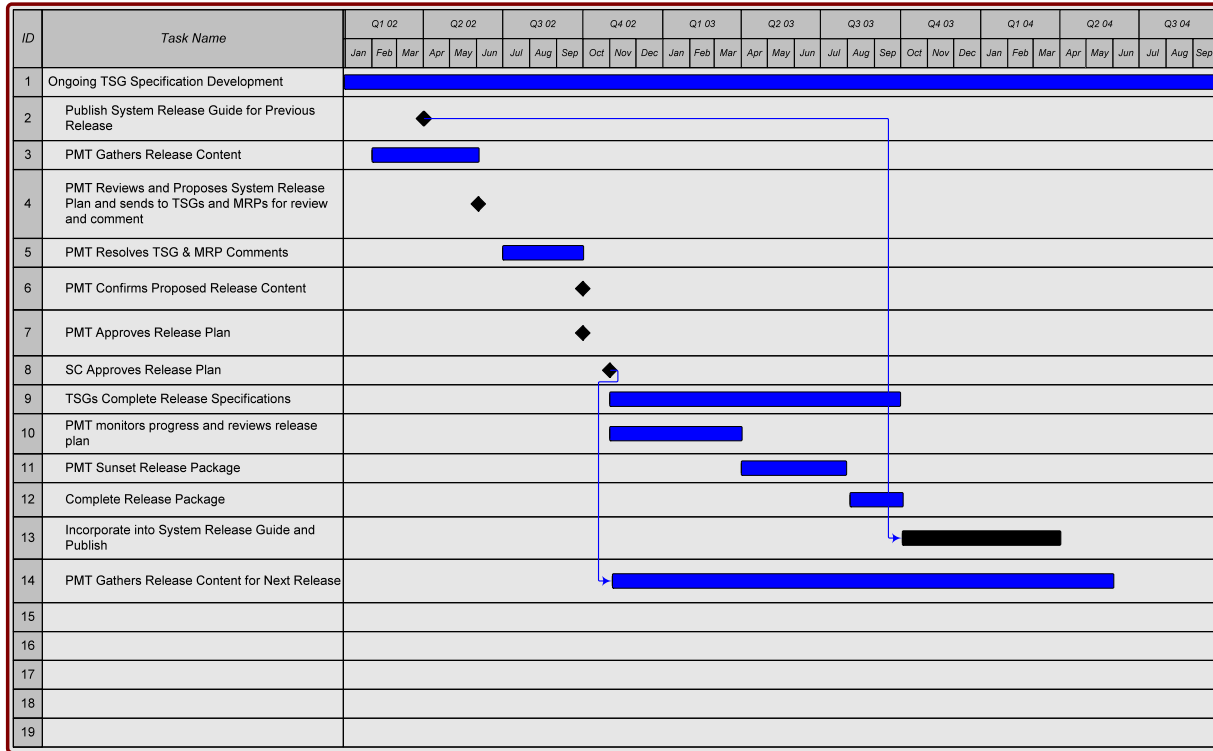 ID
Task Name
Q1 02 Q2 02 Q3 02 Q4 02 Q1 03 Q2 03 Q3 03 Q4 03 Q1 04 Q2 04 Q3 04
Jan Feb Mar Apr May Jun Jul Aug Sep Oct Nov Dec Jan Feb Mar Apr May Jun Jul Aug Sep Oct Nov Dec Jan Feb Mar Apr May Jun Jul Aug Sep
1 Ongoing TSG Specification Development
2 Publish System Release Guide for Previous
Release
3 PMT Gathers Release Content
4 PMT Reviews and Proposes System Release
Plan and sends to TSGs and MRPs for review
and comment
5 PMT Resolves TSG & MRP Comments
6 PMT Confirms Proposed Release Content
7 PMT Approves Release Plan
8 SC Approves Release Plan
9 TSGs Complete Release Specifications
10 PMT monitors progress and reviews release
plan
11 PMT Sunset Release Package
12 Complete Release Package
13 Incorporate into System Release Guide and
Publish
14 PMT Gathers Release Content for Next Release
15
16
17
18
19